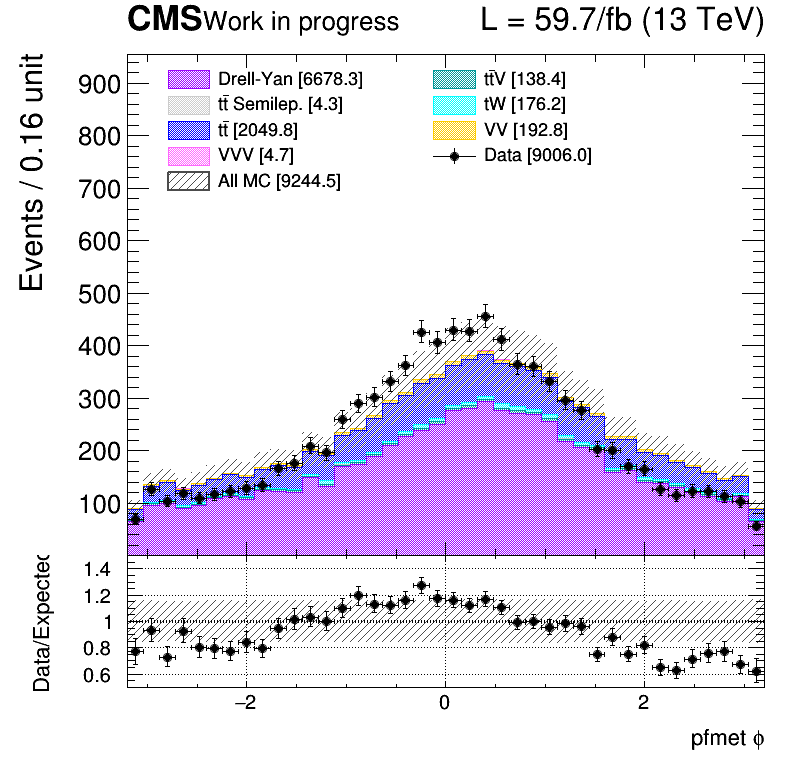 CMS Work in progress L = 59.7/fb (13 TeV)
Events / 0.16 unit
900
800
700
600
500
400
300
200
100
Drell-Yan [6678.3]
tt̄ Semilep. [4.3]
tt̄ [2049.8]
VVV [4.7]
All MC [9244.5]
tt̄V [138.4]
tW [176.2]
VV [192.8]
Data [9006.0]
Data/Expected
1.4
1.2
1
0.8
0.6
−2 0 2
pfmet ϕ